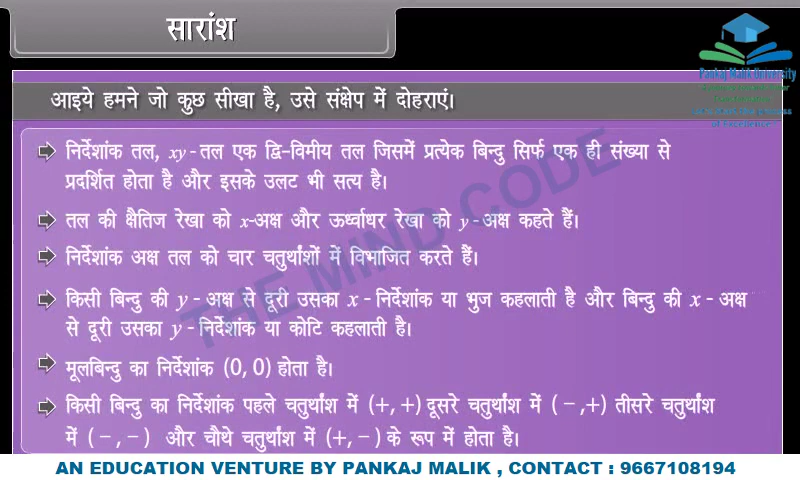 सारांश
Pankaj Malik University
आइये हमने जो कुछ सीखा है, उसे संक्षेप में दोहराएं।
निर्देशांक तल, xy - तल एक द्वि-विमीय तल जिसमें प्रत्येक बिन्दु सिर्फ एक ही संख्या से
प्रदर्शित होता है और इसके उलट भी सत्य है।
तल की क्षैतिज रेखा को x-अक्ष और ऊर्ध्वाधर रेखा को y - अक्ष कहते हैं।
निर्देशांक अक्ष तल को चार चतुर्थांशों में विभाजित करते हैं।
किसी बिन्दु की y - अक्ष से दूरी उसका x - निर्देशांक या भुज कहलाती है और बिन्दु की x - अक्ष
से दूरी उसका y - निर्देशांक या कोटि कहलाती है।
मूलबिन्दु का निर्देशांक (0, 0) होता है।
किसी बिन्दु का निर्देशांक पहले चतुर्थांश में (+, +) दूसरे चतुर्थांश में ( − ,+) तीसरे चतुर्थांश
में ( − , − ) और चौथे चतुर्थांश में (+, − ) के रूप में होता है।
THE MIND CODE
AN EDUCATION VENTURE BY PANKAJ MALIK , CONTACT : 9667108194